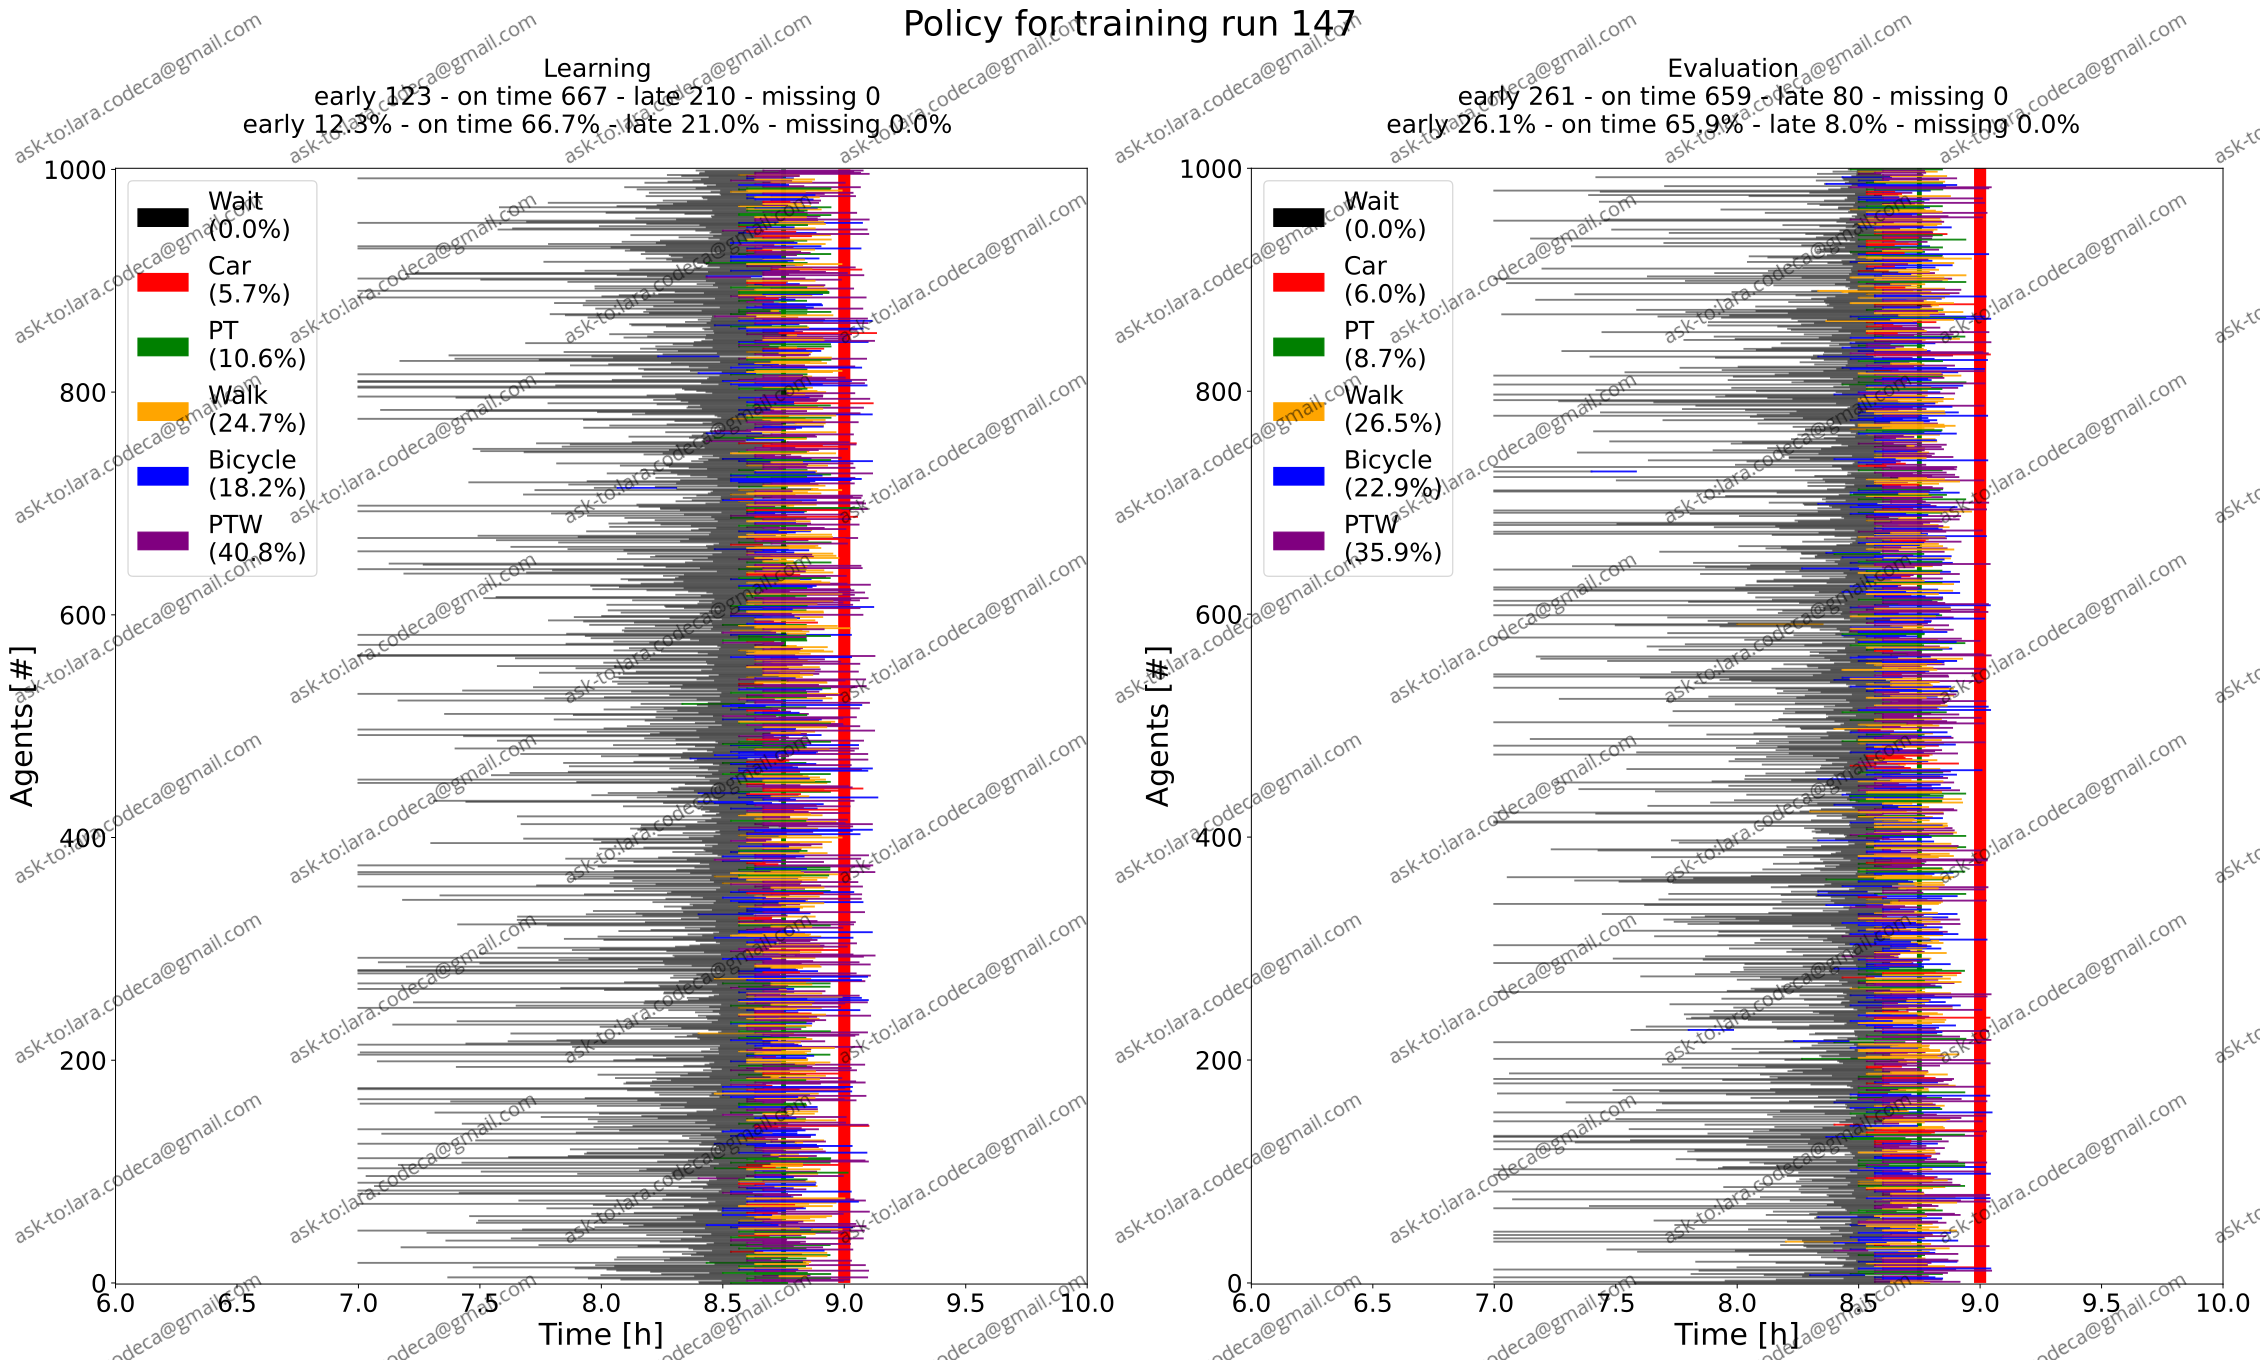 Policy for training run 147
Learning
early 123 - on time 667 - late 210 - missing 0
early 12.3% - on time 66.7% - late 21.0% - missing 0.0%
Evaluation
early 261 - on time 659 - late 80 - missing 0
early 26.1% - on time 65.9% - late 8.0% - missing 0.0%
1000
800
600
400
200
0
Agents [#]
Wait
(0.0%)
Car
(5.7%)
PT
(10.6%)
Walk
(24.7%)
Bicycle
(18.2%)
PTW
(40.8%)
6.0 6.5 7.0 7.5 8.0 8.5 9.0 9.5 10.0
Time [h]
1000
800
600
400
200
0
Agents [#]
Wait
(0.0%)
Car
(6.0%)
PT
(8.7%)
Walk
(26.5%)
Bicycle
(22.9%)
PTW
(35.9%)
6.0 6.5 7.0 7.5 8.0 8.5 9.0 9.5 10.0
Time [h]
ask-to:lara.codeca@gmail.com